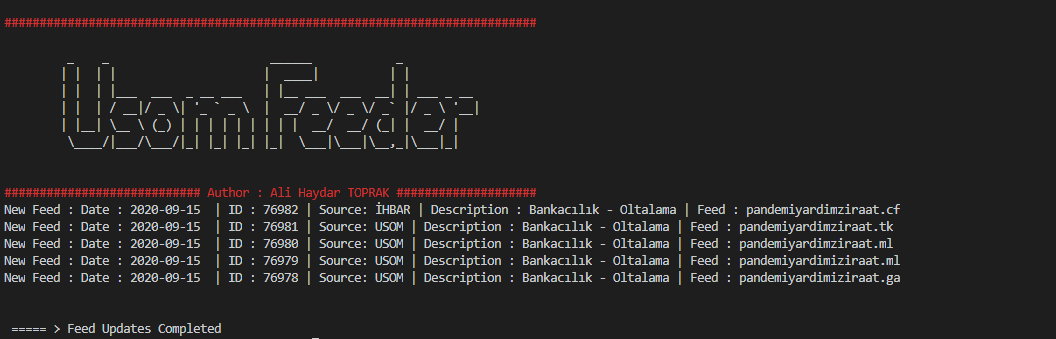 ############################################################################
Usom Feeder
############################ Author : Ali Haydar TOPRAK ####################
New Feed : Date : 2020-09-15 | ID : 76982 | Source: İHBAR | Description : Bankacılık - Oltalama | Feed : pandemiyardimziraat.cf
New Feed : Date : 2020-09-15 | ID : 76981 | Source: USOM | Description : Bankacılık - Oltalama | Feed : pandemiyardimziraat.tk
New Feed : Date : 2020-09-15 | ID : 76980 | Source: USOM | Description : Bankacılık - Oltalama | Feed : pandemiyardimziraat.ml
New Feed : Date : 2020-09-15 | ID : 76979 | Source: USOM | Description : Bankacılık - Oltalama | Feed : pandemiyardimiziraat.ml
New Feed : Date : 2020-09-15 | ID : 76978 | Source: USOM | Description : Bankacılık - Oltalama | Feed : pandemiyardimiziraat.ga
===== > Feed Updates Completed